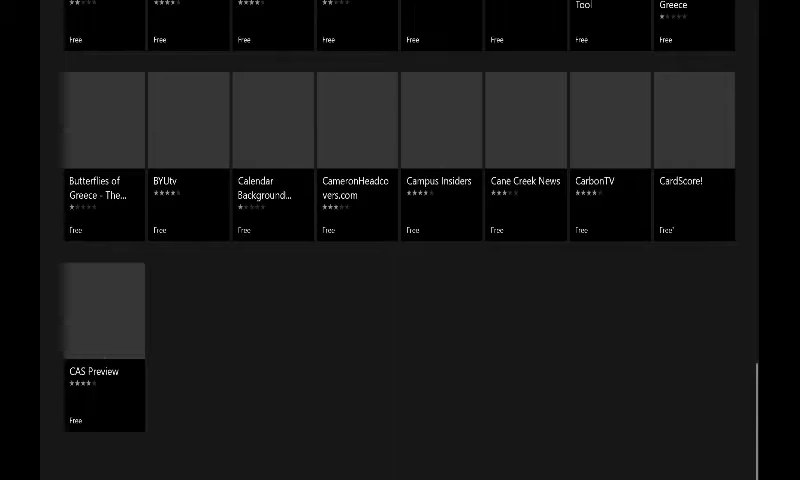 Tool
Greece
Free
Free
Free
Free
Free
Free
Free
Free
Butterflies of
Greece - The...
Free
BYUtv
Free
Calendar
Background...
Free
CameronHeadco
vers.com
Free
Campus Insiders
Free
Cane Creek News
Free
CarbonTV
Free
CardScore!
Free*
CAS Preview
Free